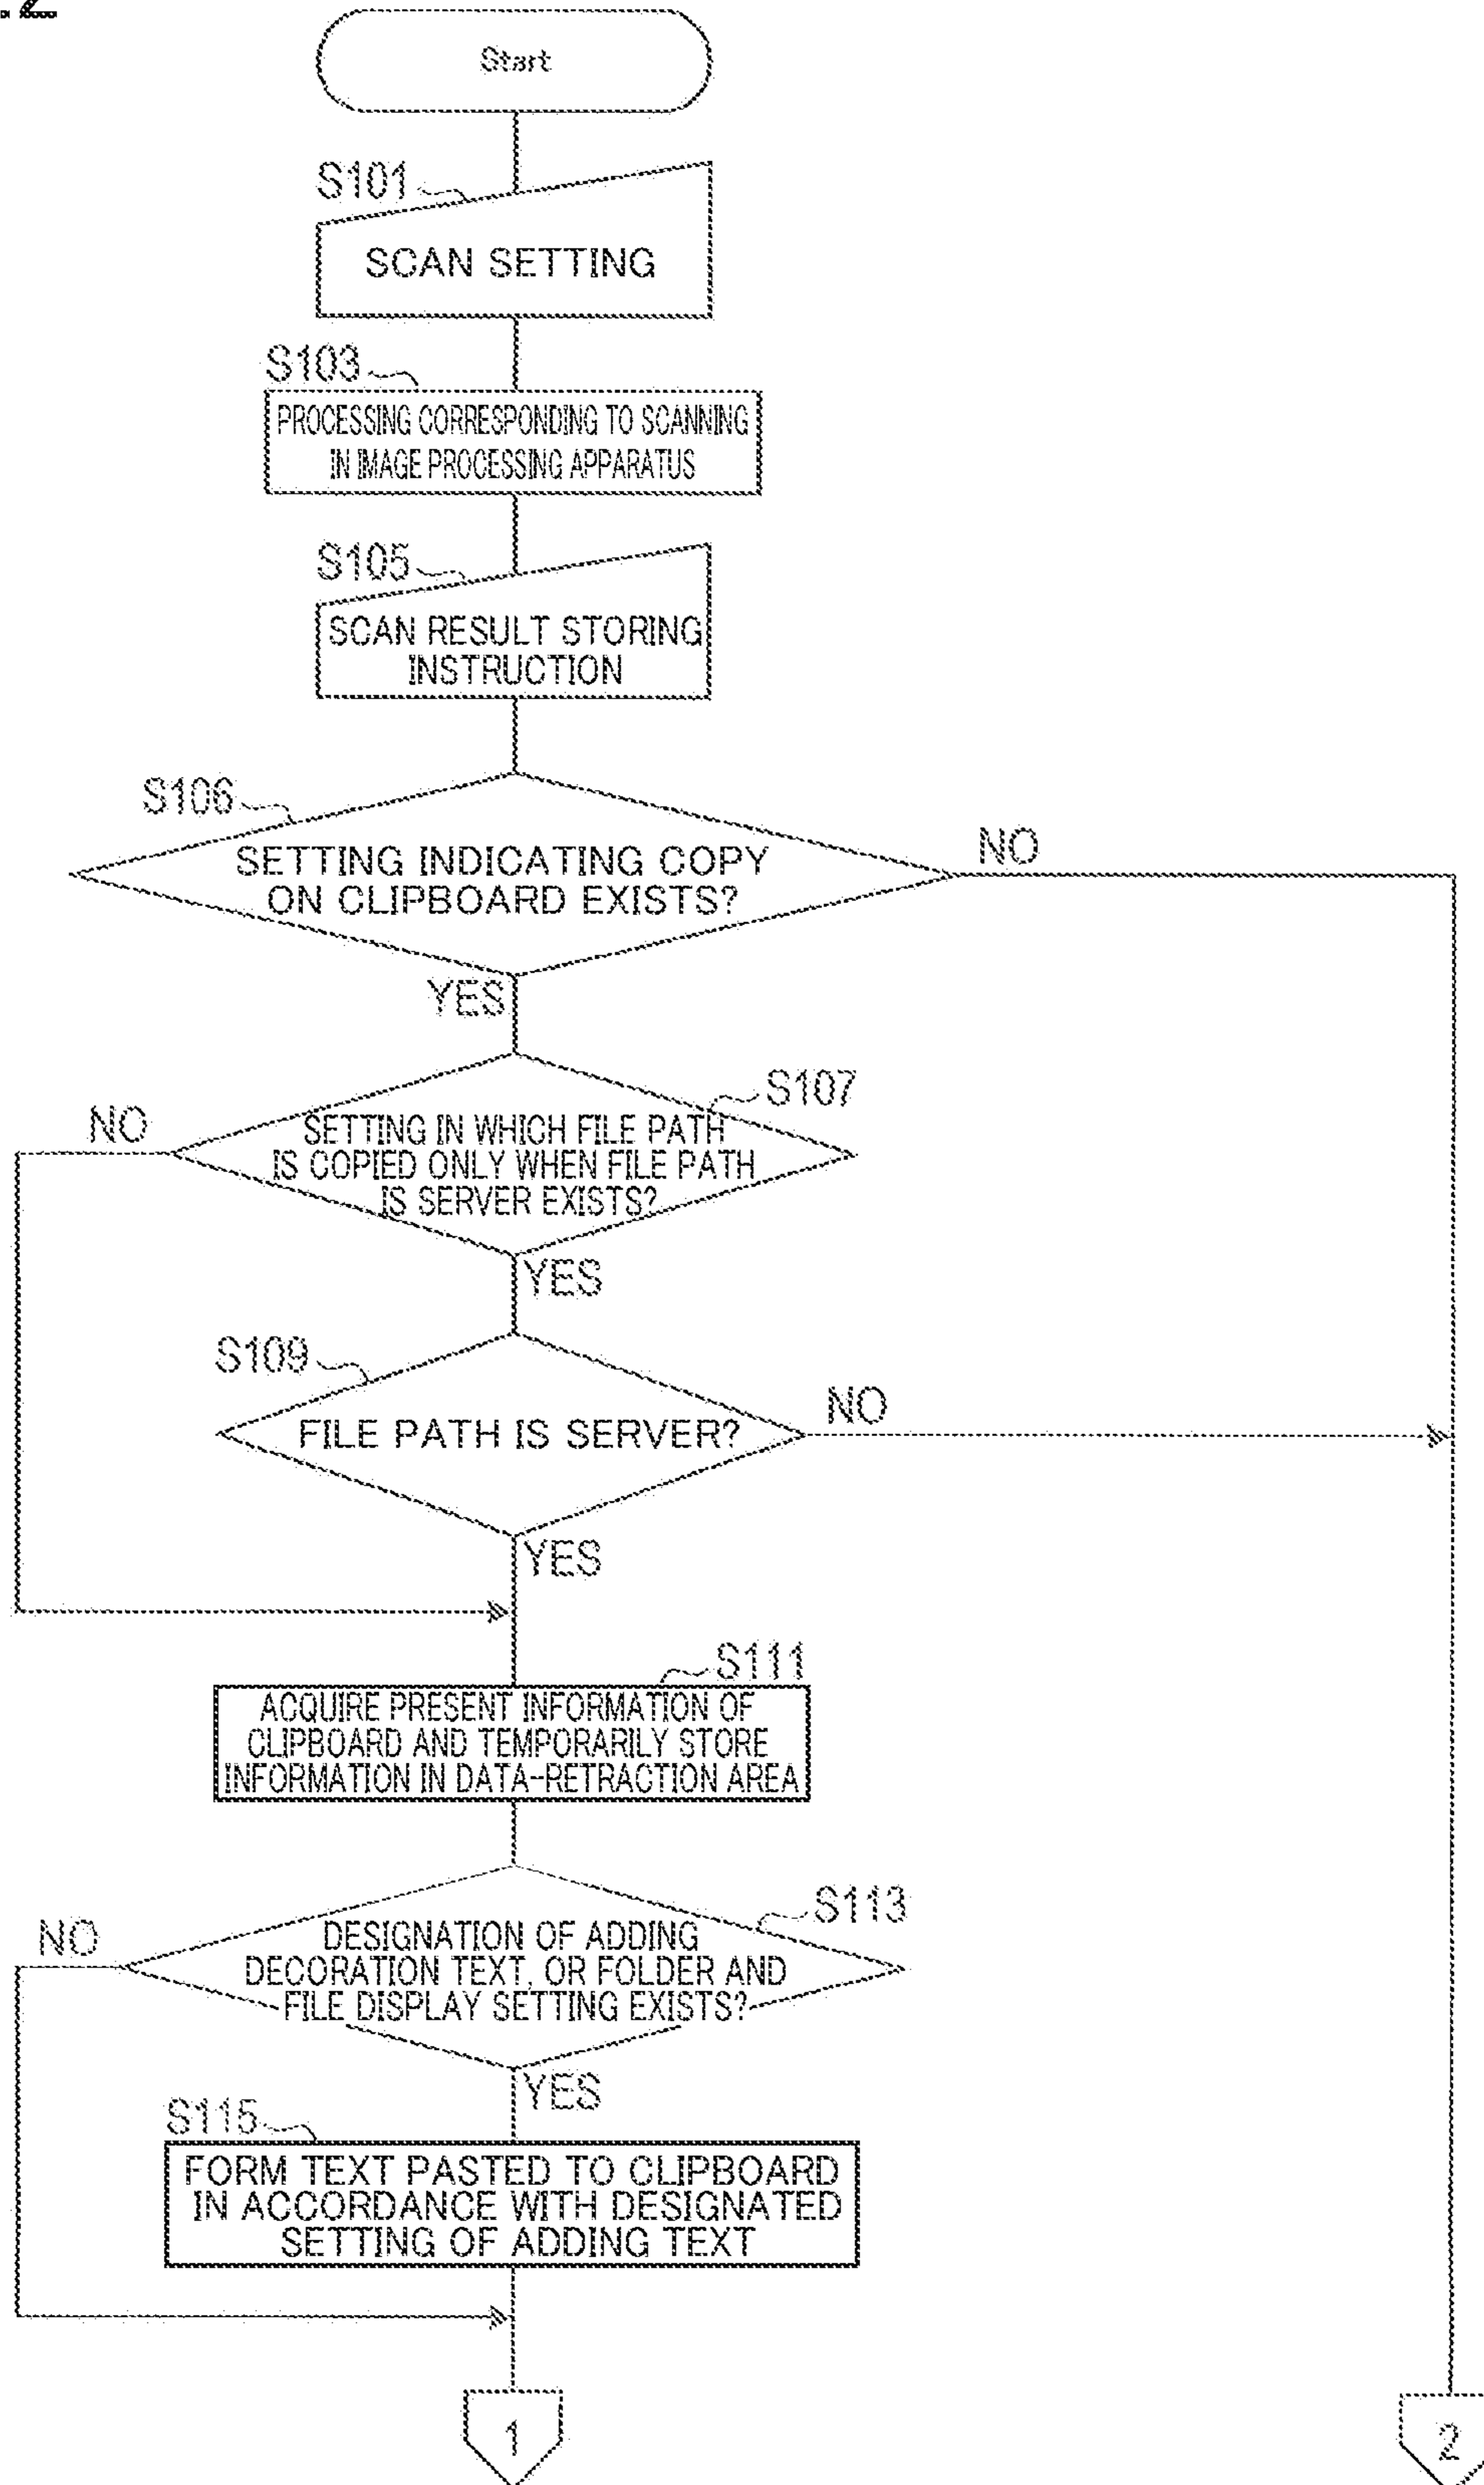 .2
Start
S101
SCAN SETTING
S103
PROCESSING CORRESPONDING TO SCANNING
IN IMAGE PROCESSING APPARATUS
S105
SCAN RESULT STORING
INSTRUCTION
S106
SETTING INDICATING COPY
ON CLIPBOARD EXISTS?
NO
YES
S107
NO
SETTING IN WHICH FILE PATH
IS COPIED ONLY WHEN FILE PATH
IS SERVER EXISTS?
YES
S109
FILE PATH IS SERVER?
NO
YES
S111
ACQUIRE PRESENT INFORMATION OF
CLIPBOARD AND TEMPORARILY STORE
INFORMATION IN DATA-RETRACTION AREA
S113
NO
DESIGNATION OF ADDING
DECORATION TEXT, OR FOLDER AND
FILE DISPLAY SETTING EXISTS?
YES
S115
FORM TEXT PASTED TO CLIPBOARD
IN ACCORDANCE WITH DESIGNATED
SETTING OF ADDING TEXT
1
2